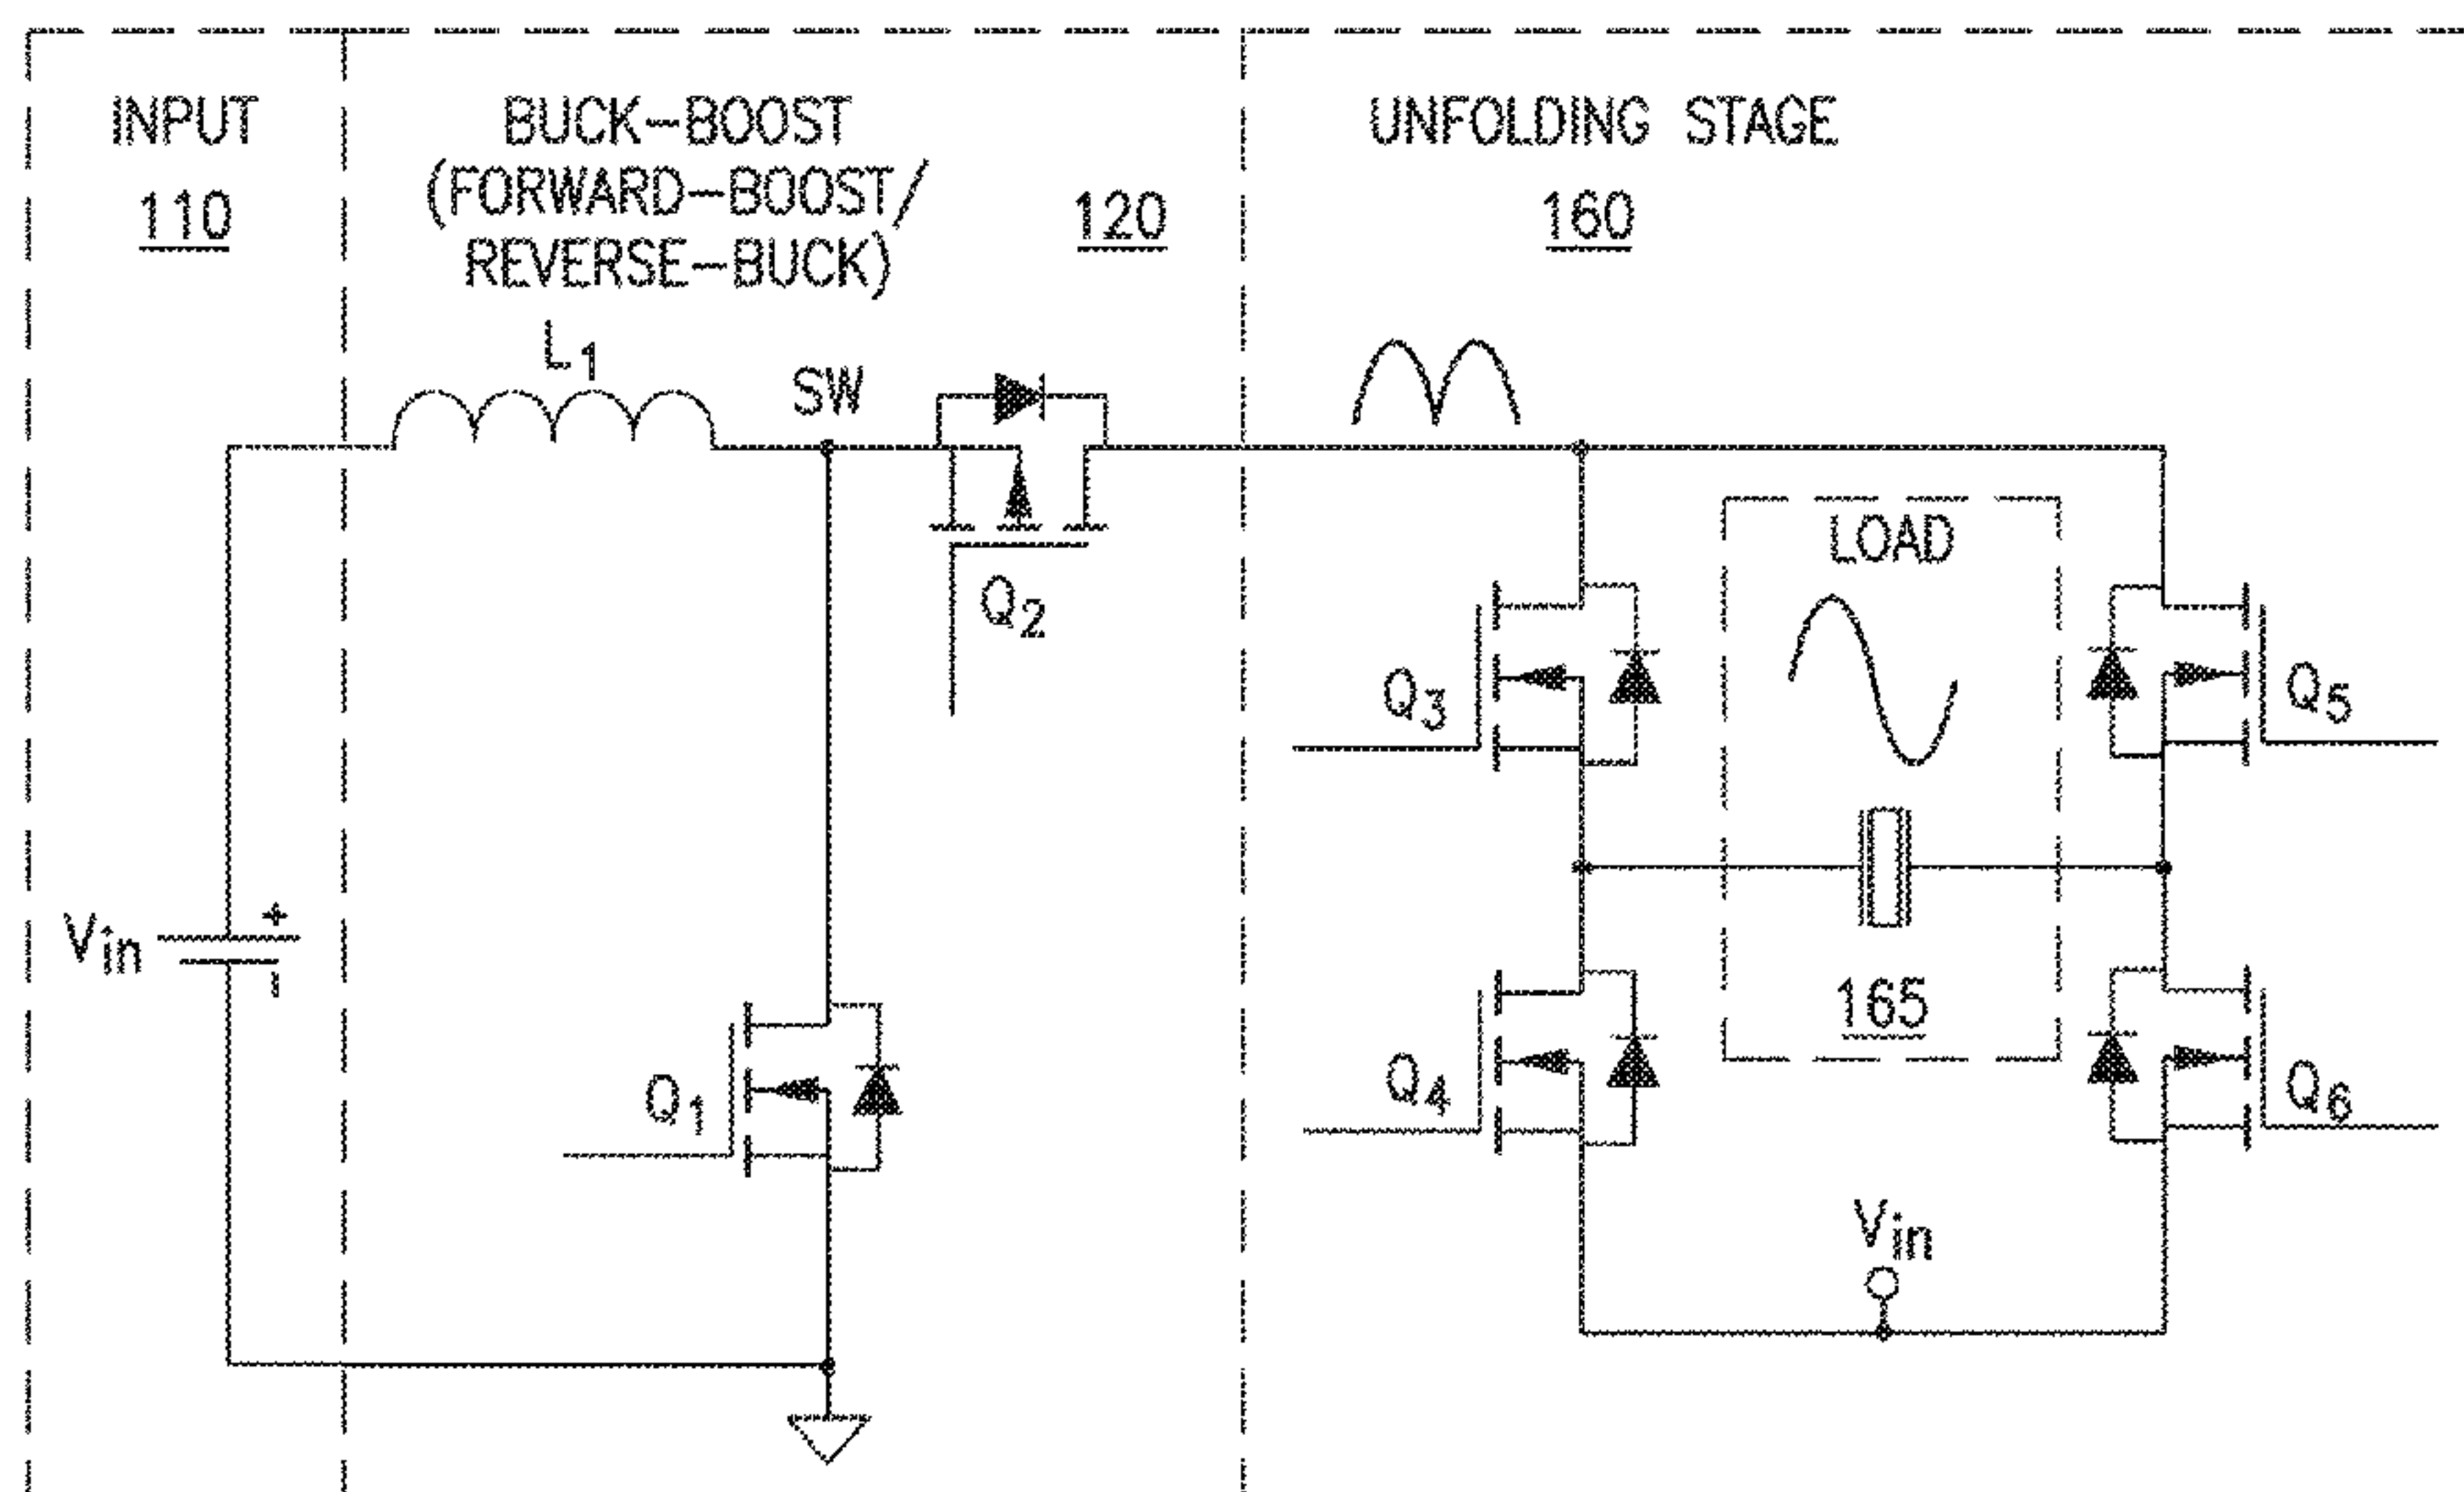 INPUT
110
BUCK-BOOST
(FORWARD-BOOST/
REVERSE-BUCK)
120
UNFOLDING STAGE
160
L1
SW
Q2
LOAD
Q3
Q5
Vin
+
-
165
Q1
Q4
Q6
Vin